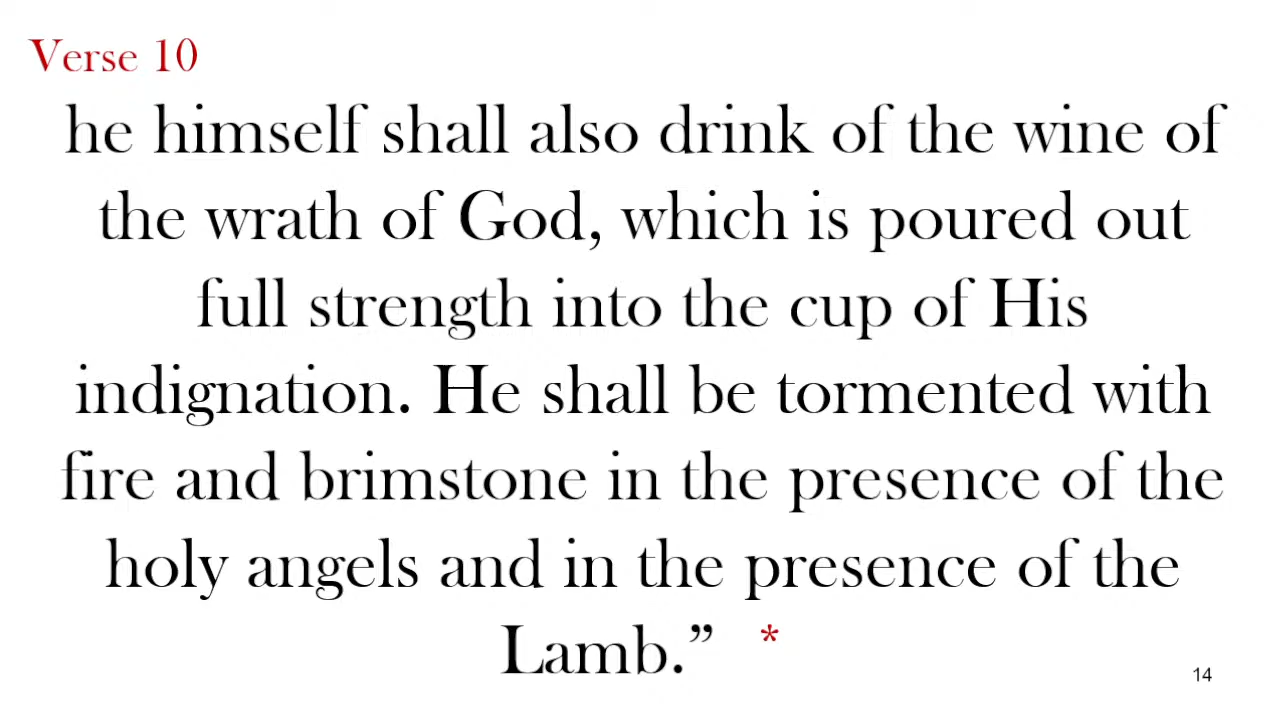 Verse 10
he himself shall also drink of the wine of
the wrath of God, which is poured out
full strength into the cup of His
indignation. He shall be tormented with
fire and brimstone in the presence of the
holy angels and in the presence of the
Lamb.” *
14